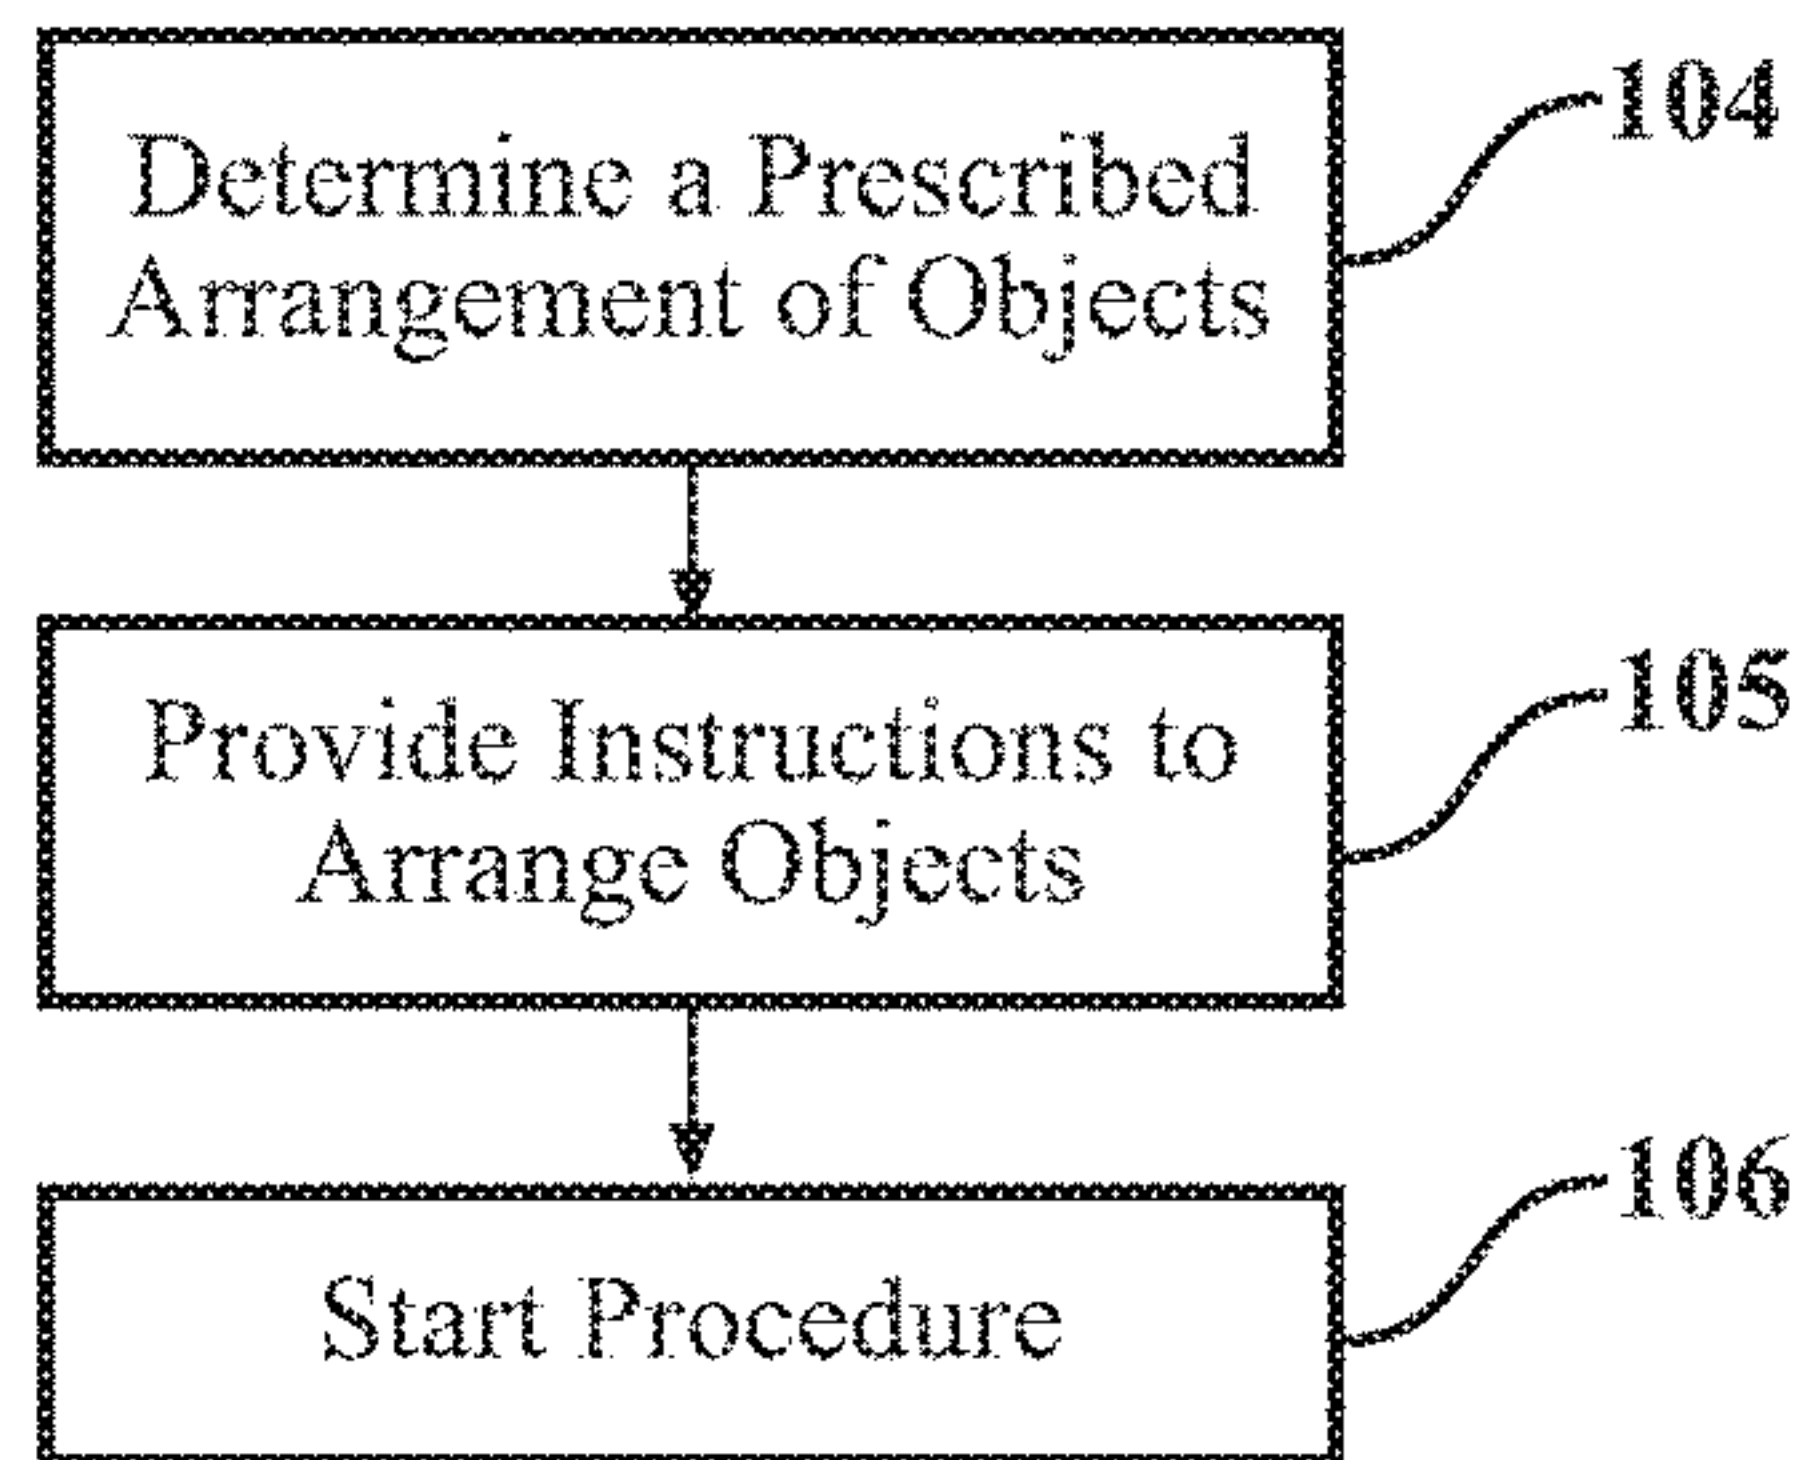 Determine a Prescribed
Arrangement of Objects
104
Provide Instructions to
Arrange Objects
105
Start Procedure
106